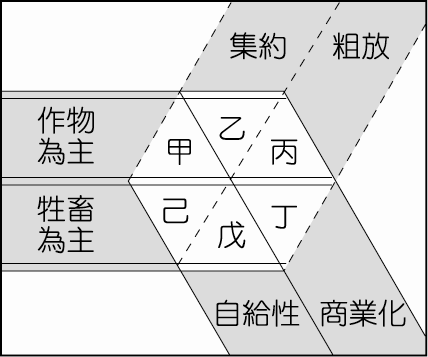 集約
粗放
作物
為主
甲
乙
丙
牲畜
為主
己
戊
丁
自給性
商業化